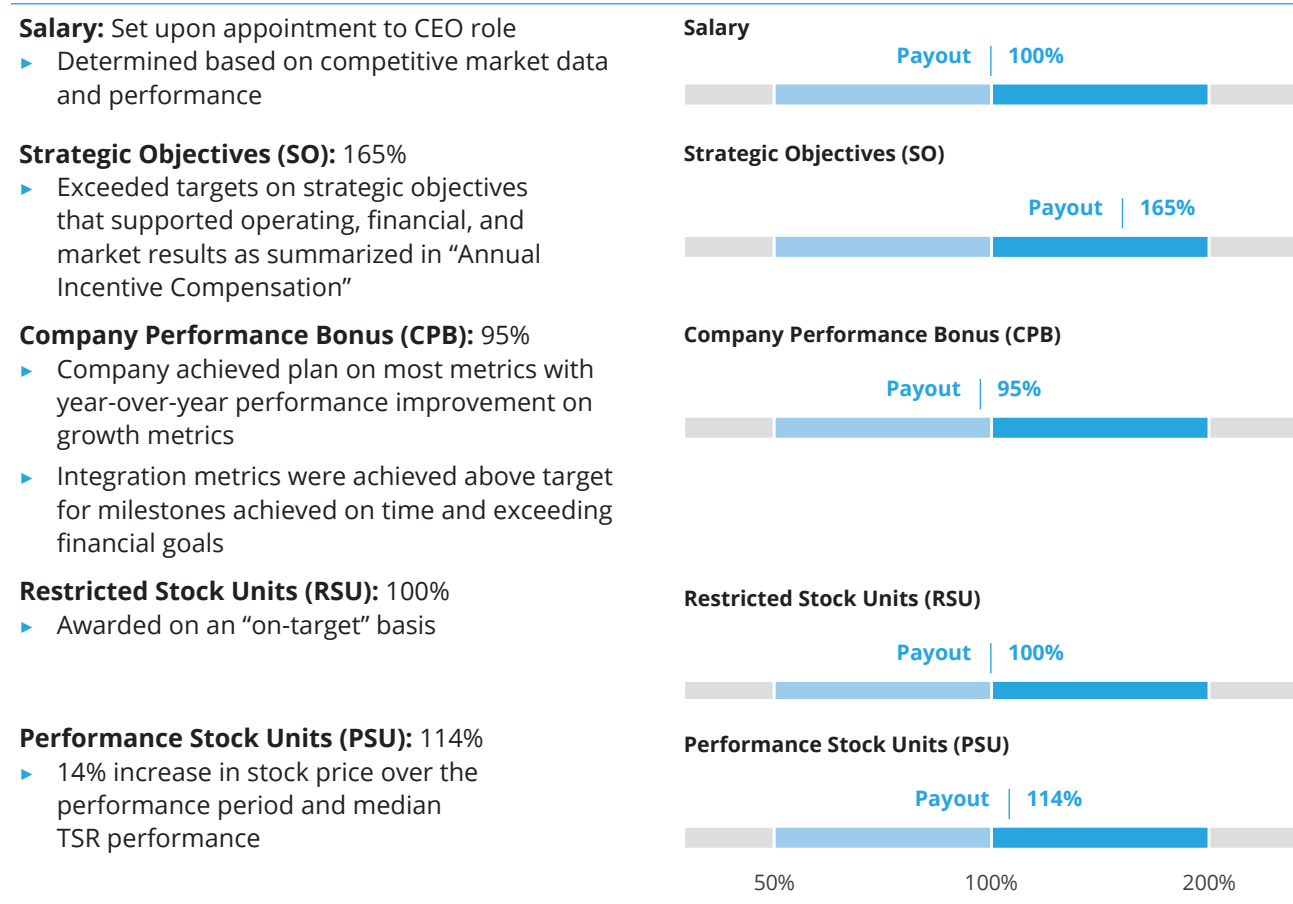 Salary: Set upon appointment to CEO role
► Determined based on competitive market data
and performance
Salary
Payout 100%
Strategic Objectives (SO): 165%
► Exceeded targets on strategic objectives
that supported operating, financial, and
market results as summarized in “Annual
Incentive Compensation”
Strategic Objectives (SO)
Payout 165%
Company Performance Bonus (CPB): 95%
► Company achieved plan on most metrics with
year-over-year performance improvement on
growth metrics
► Integration metrics were achieved above target
for milestones achieved on time and exceeding
financial goals
Company Performance Bonus (CPB)
Payout 95%
Restricted Stock Units (RSU): 100%
► Awarded on an “on-target” basis
Restricted Stock Units (RSU)
Payout 100%
Performance Stock Units (PSU): 114%
► 14% increase in stock price over the
performance period and median
TSR performance
Performance Stock Units (PSU)
Payout 114%
50% 100% 200%